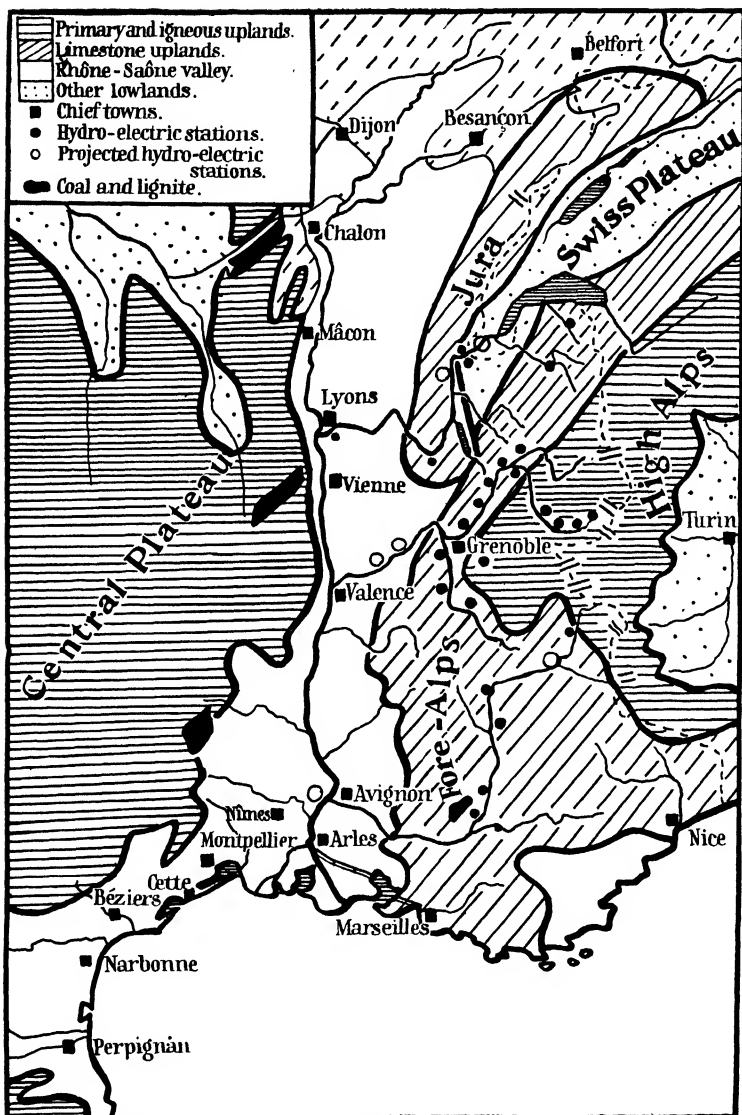 Primary and igneous uplands.
Limestone uplands.
Rhône-Saône valley.
Other lowlands.
Chief towns.
Hydro-electric stations.
Projected hydro-electric
stations.
Coal and lignite.
Belfort
Dijon
Besançon
Swiss Plateau
Chalon
Jura
Mâcon
High Alps
Lyons
Central Plateau
Vienne
Turin
Grenoble
Valence
Fore-Alps
Avignon
Nîmes
Nice
Montpellier
Arles
Cette
Béziers
Marseilles
Narbonne
Perpignán